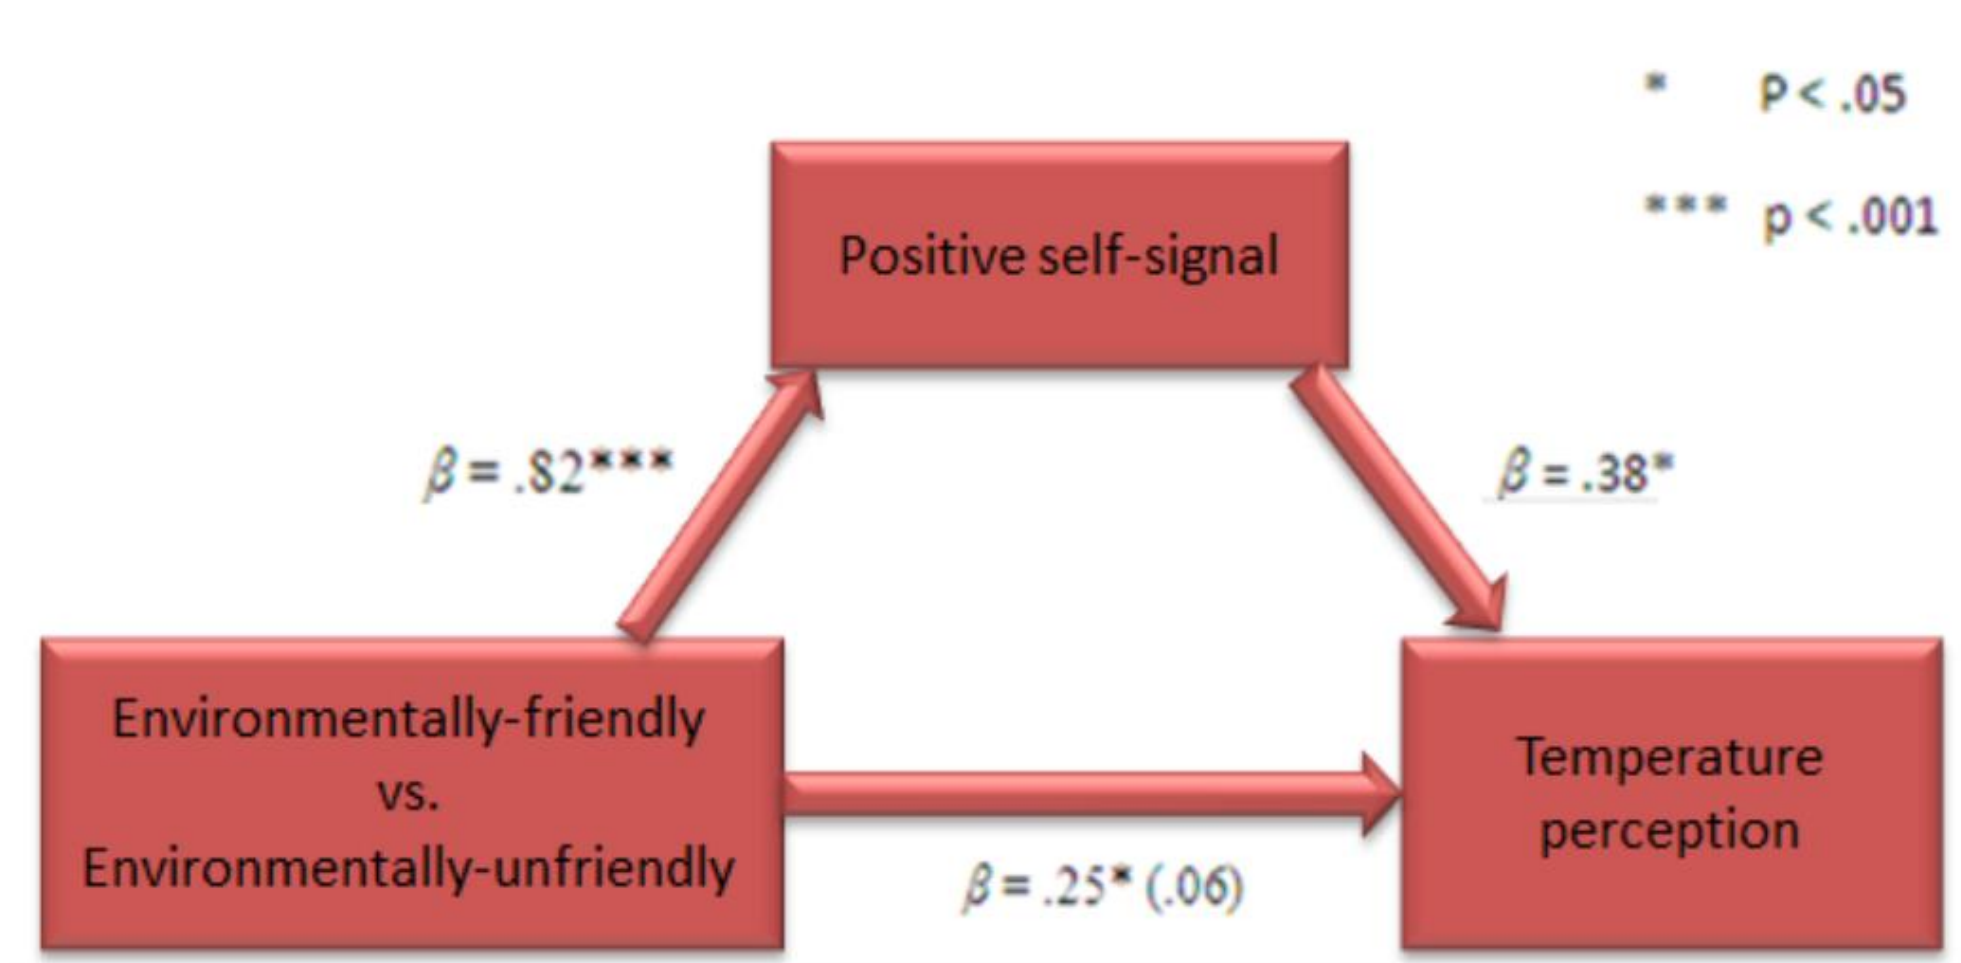 * P < .05
*** p < .001
Positive self-signal
β = .82***
β = .38*
Environmentally-friendly
vs.
Environmentally-unfriendly
Temperature
perception
β = .25* (.06)